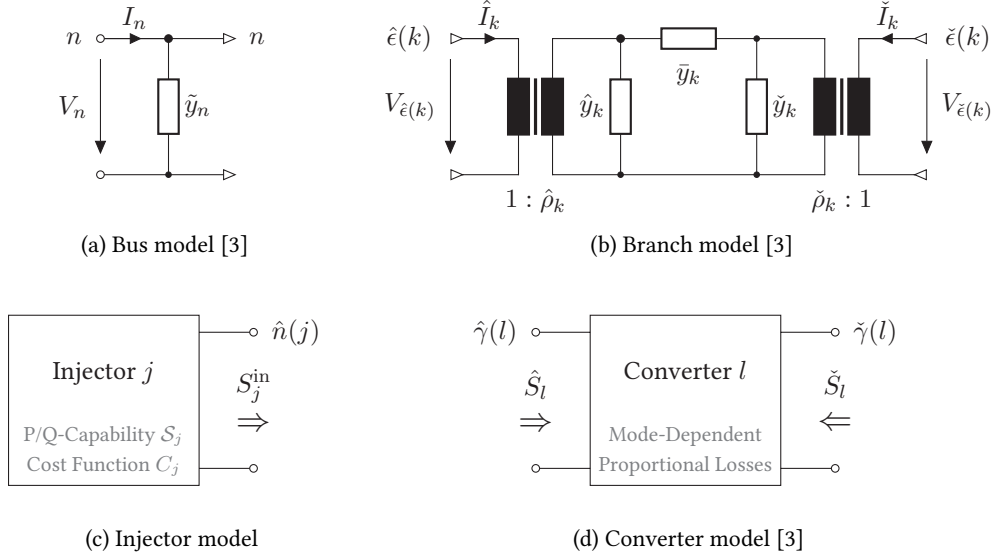 n I_n n
V_n ỹ_n
(a) Bus model [3]
ϵ̂(k) Î_k Ǐ_k ϵ̌(k)
ȳ_k
V_ϵ̂(k) ŷ_k y̌_k V_ϵ̌(k)
1 : ρ̂_k ρ̌_k : 1
(b) Branch model [3]
n̂(j)
Injector j
S_j^in
⇒
P/Q-Capability 𝒮_j
Cost Function C_j
(c) Injector model
γ̂(l) γ̌(l)
Converter l
Ŝ_l Š_l
⇒ ⇐
Mode-Dependent
Proportional Losses
(d) Converter model [3]